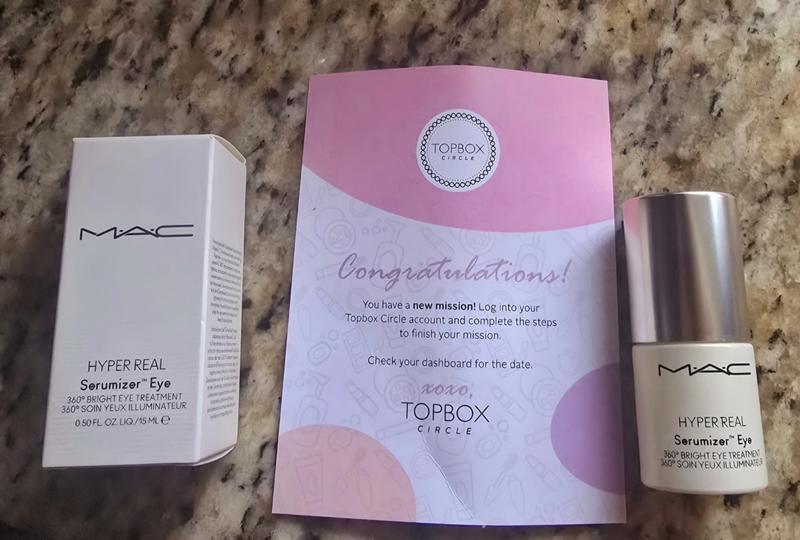 MAC
HYPER REAL
Serumizer™ Eye
360° BRIGHT EYE TREATMENT
360° SOIN YEUX ILLUMINATEUR
0.50 FL. OZ. LIQ./15 ML ℮
TOPBOX
CIRCLE
Congratulations!
You have a new mission! Log into your
Topbox Circle account and complete the steps
to finish your mission.
Check your dashboard for the date.
xoxo,
TOPBOX
CIRCLE
MAC
HYPER REAL
Serumizer™ Eye
360° BRIGHT EYE TREATMENT
360° SOIN YEUX ILLUMINATEUR